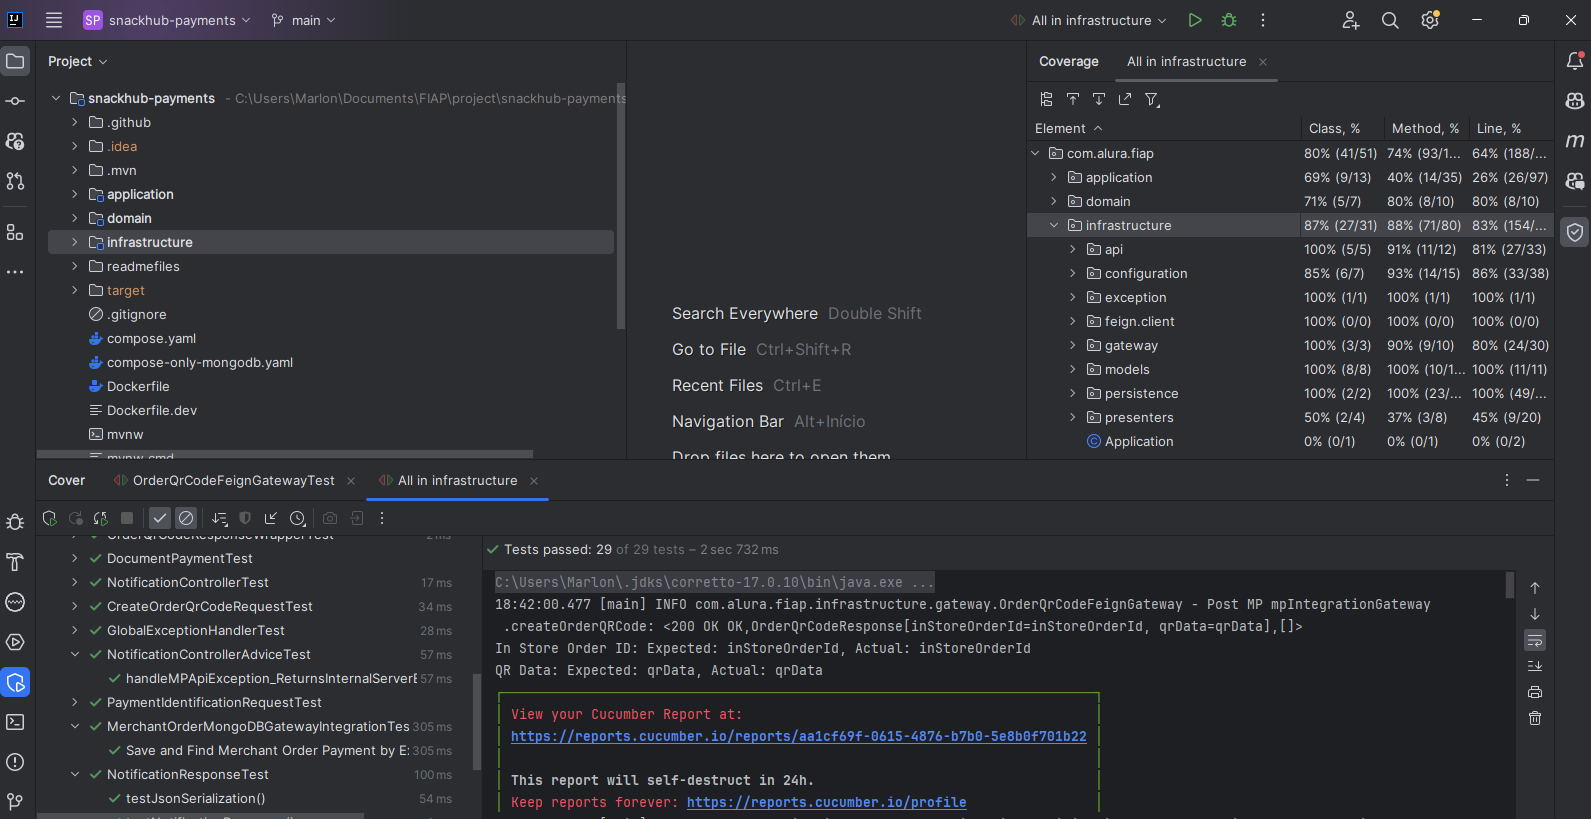 SP snackhub-payments main All in infrastructure
Project
snackhub-payments - C:\Users\Marlon\Documents\FIAP\project\snackhub-payments
.github
.idea
.mvn
application
domain
infrastructure
readmefiles
target
.gitignore
compose.yaml
compose-only-mongodb.yaml
Dockerfile
Dockerfile.dev
mvnw
mvnw.cmd
Search Everywhere Double Shift
Go to File Ctrl+Shift+R
Recent Files Ctrl+E
Navigation Bar Alt+Início
Drop files here to open them
Coverage All in infrastructure
Element Class, % Method, % Line, %
com.alura.fiap 80% (41/51) 74% (93/1... 64% (188/...
application 69% (9/13) 40% (14/35) 26% (26/97)
domain 71% (5/7) 80% (8/10) 80% (8/10)
infrastructure 87% (27/31) 88% (71/80) 83% (154/...
api 100% (5/5) 91% (11/12) 81% (27/33)
configuration 85% (6/7) 93% (14/15) 86% (33/38)
exception 100% (1/1) 100% (1/1) 100% (1/1)
feign.client 100% (0/0) 100% (0/0) 100% (0/0)
gateway 100% (3/3) 90% (9/10) 80% (24/30)
models 100% (8/8) 100% (10/1... 100% (11/11)
persistence 100% (2/2) 100% (23/... 100% (49/...
presenters 50% (2/4) 37% (3/8) 45% (9/20)
Application 0% (0/1) 0% (0/1) 0% (0/2)
Cover OrderQrCodeFeignGatewayTest All in infrastructure
OrderQrCodeResponseWrapperTest 2 ms
DocumentPaymentTest
NotificationControllerTest 17 ms
CreateOrderQrCodeRequestTest 34 ms
GlobalExceptionHandlerTest 28 ms
NotificationControllerAdviceTest 57 ms
handleMPApiException_ReturnsInternalServerE 57 ms
PaymentIdentificationRequestTest
MerchantOrderMongoDBGatewayIntegrationTes 305 ms
Save and Find Merchant Order Payment by E: 305 ms
NotificationResponseTest 100 ms
testJsonSerialization() 54 ms
Tests passed: 29 of 29 tests – 2 sec 732 ms
C:\Users\Marlon\.jdks\corretto-17.0.10\bin\java.exe ...
18:42:00.477 [main] INFO com.alura.fiap.infrastructure.gateway.OrderQrCodeFeignGateway - Post MP mpIntegrationGateway
.createOrderQRCode: <200 OK OK,OrderQrCodeResponse[inStoreOrderId=inStoreOrderId, qrData=qrData],[]>
In Store Order ID: Expected: inStoreOrderId, Actual: inStoreOrderId
QR Data: Expected: qrData, Actual: qrData
View your Cucumber Report at:
https://reports.cucumber.io/reports/aa1cf69f-0615-4876-b7b0-5e8b0f701b22
This report will self-destruct in 24h.
Keep reports forever: https://reports.cucumber.io/profile